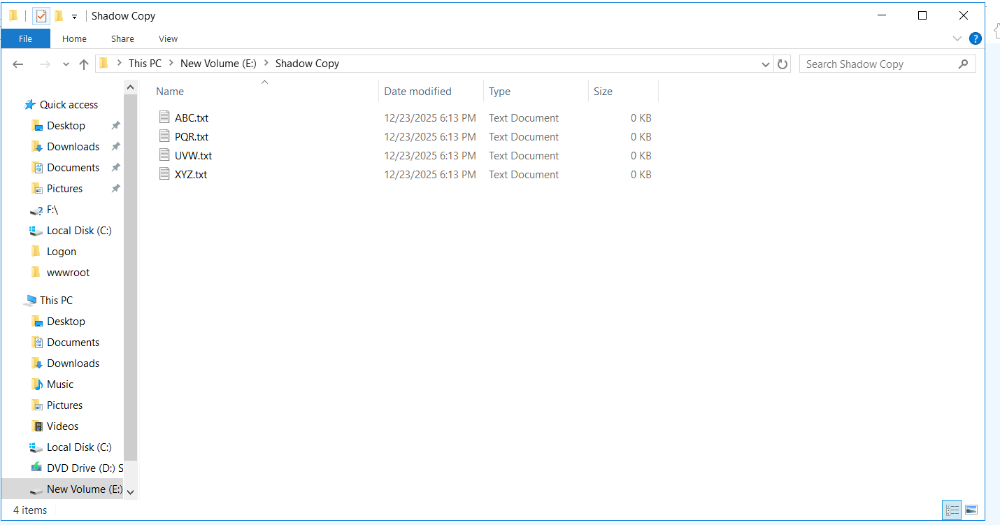 Shadow Copy
File Home Share View
This PC New Volume (E:) Shadow Copy
Search Shadow Copy
Quick access
Desktop
Downloads
Documents
Pictures
F:\
Local Disk (C:)
Logon
wwwroot
This PC
Desktop
Documents
Downloads
Music
Pictures
Videos
Local Disk (C:)
DVD Drive (D:) S
New Volume (E:)
Name Date modified Type Size
ABC.txt 12/23/2025 6:13 PM Text Document 0 KB
PQR.txt 12/23/2025 6:13 PM Text Document 0 KB
UVW.txt 12/23/2025 6:13 PM Text Document 0 KB
XYZ.txt 12/23/2025 6:13 PM Text Document 0 KB
4 items